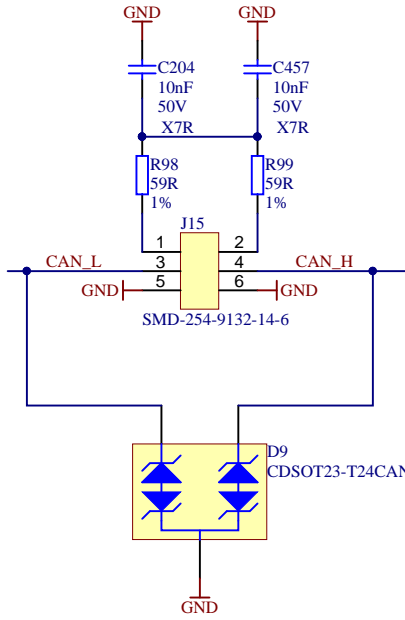 GND GND
C204 C457
10nF 10nF
50V 50V
X7R X7R
R98 R99
59R 59R
1% 1%
J15
1 2
CAN_L 3 4 CAN_H
GND 5 6 GND
SMD-254-9132-14-6
D9
CDSOT23-T24CAN
GND